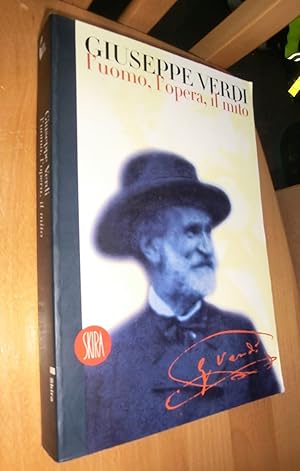 GIUSEPPE VERDI
l'uomo, l'opera, il mito
Giuseppe Verdi
l'uomo, l'opera, il mito
SKIRA
G Verdi
Skira